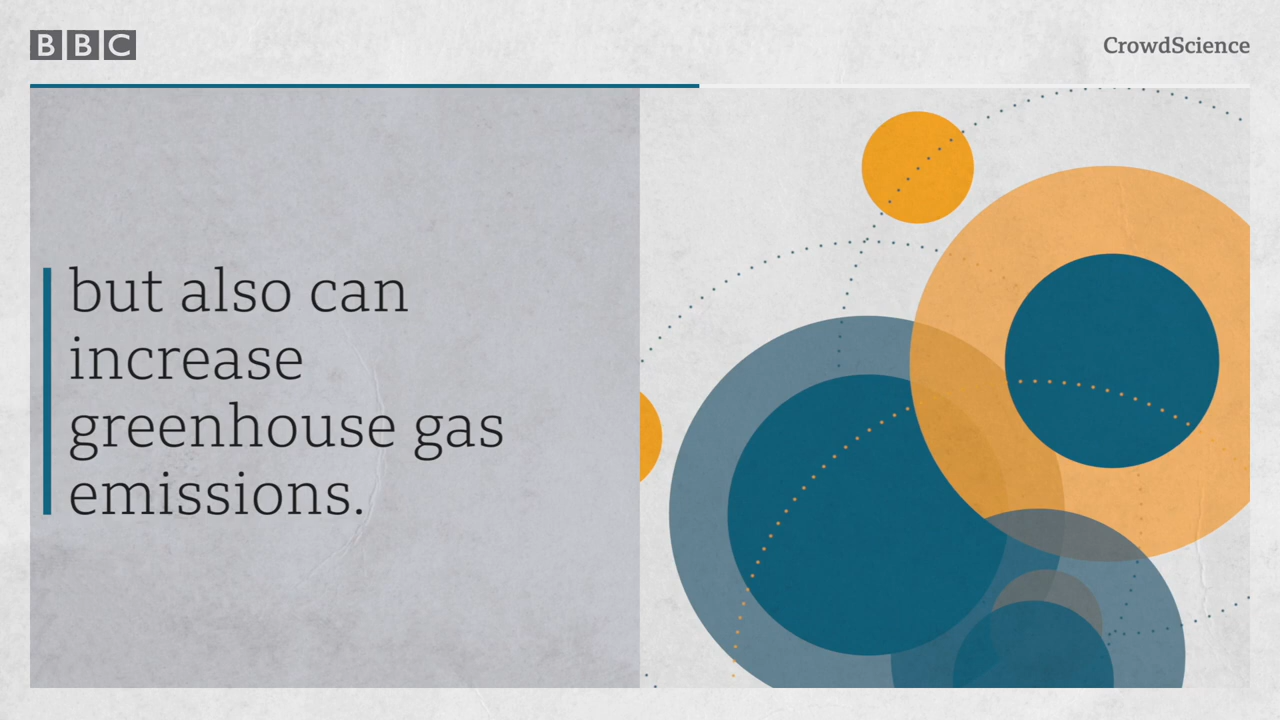 BBC
CrowdScience
but also can
increase
greenhouse gas
emissions.